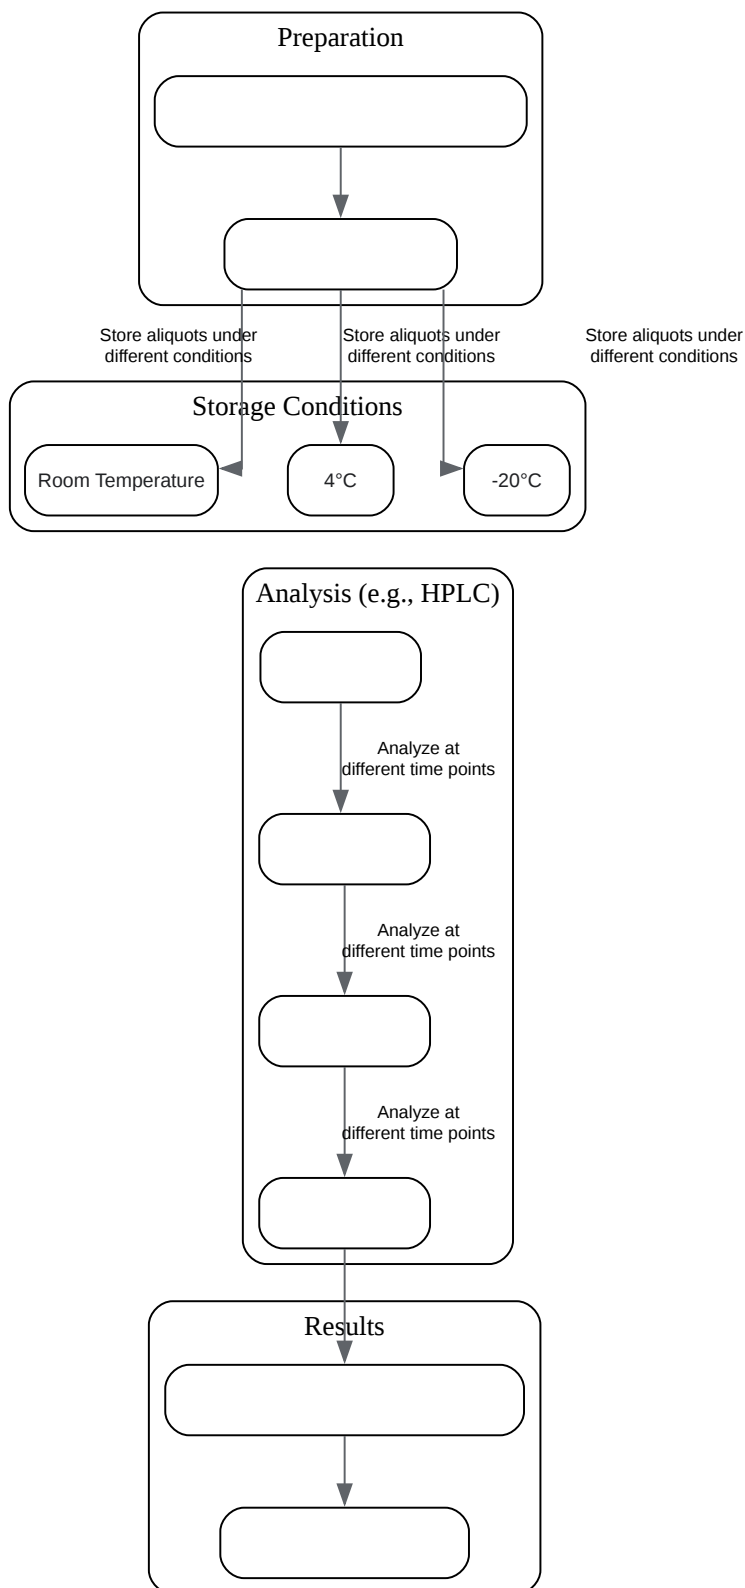 Preparation
Store aliquots under
different conditions
Store aliquots under
different conditions
Store aliquots under
different conditions
Storage Conditions
Room Temperature
4°C
-20°C
Analysis (e.g., HPLC)
Analyze at
different time points
Analyze at
different time points
Analyze at
different time points
Results